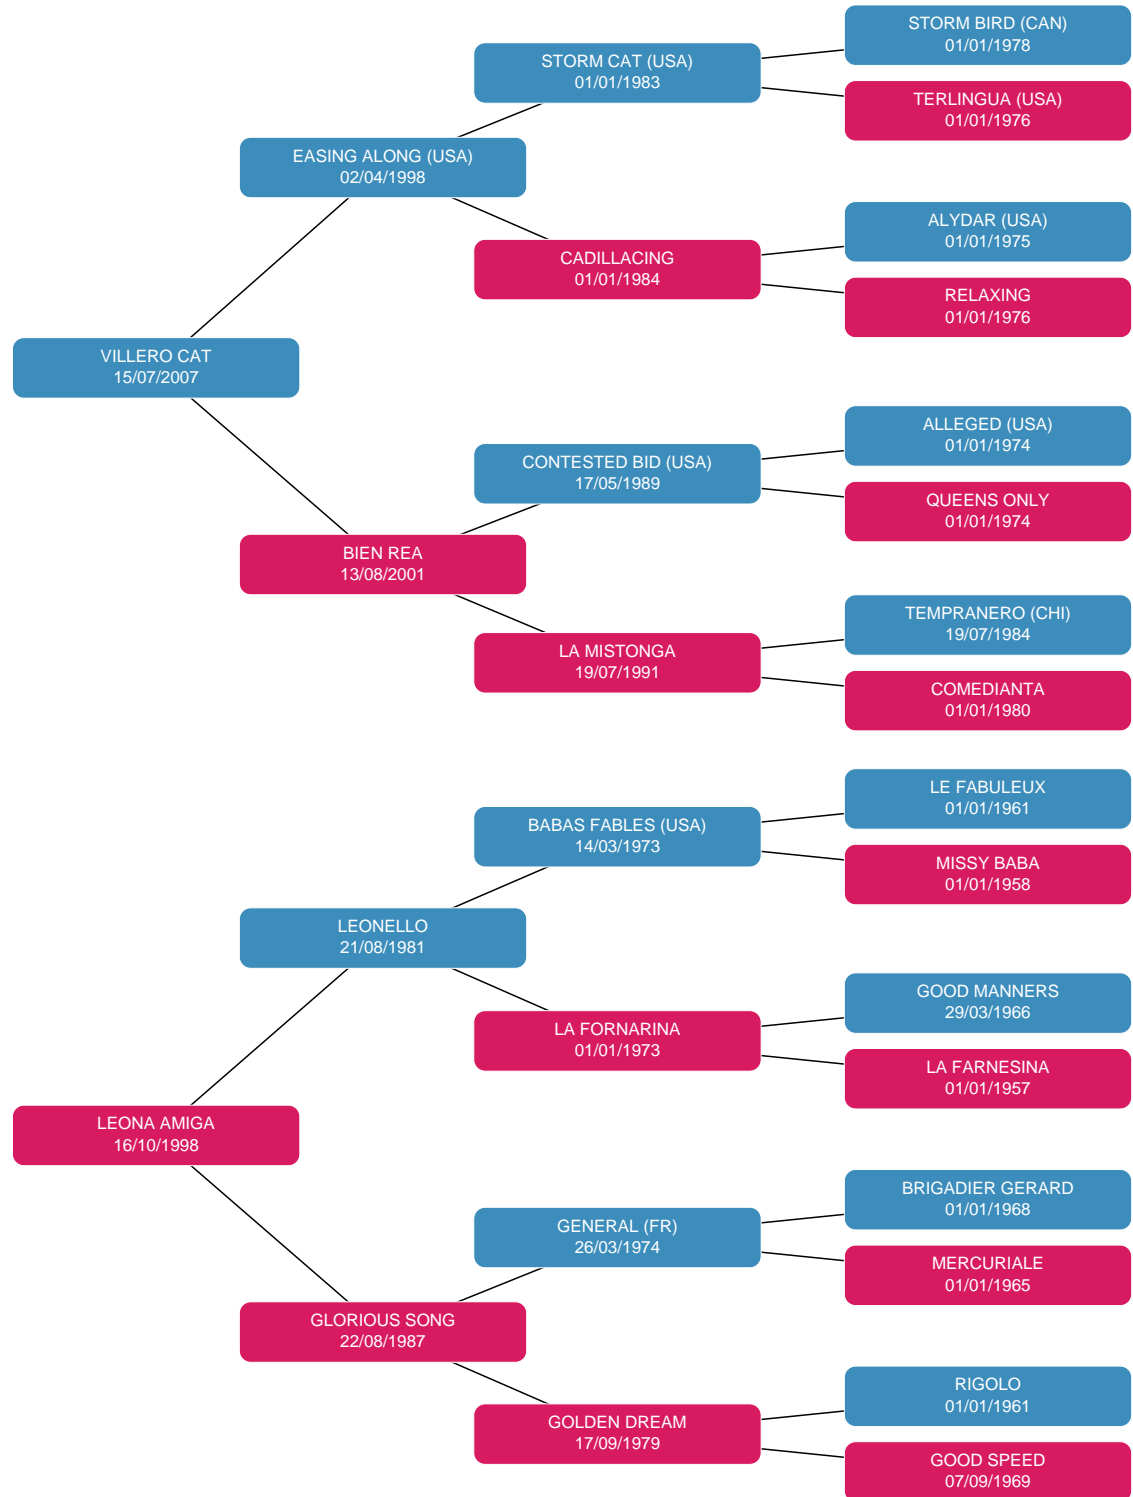 STORM BIRD (CAN)
01/01/1978
STORM CAT (USA)
01/01/1983
TERLINGUA (USA)
01/01/1976
EASING ALONG (USA)
02/04/1998
ALYDAR (USA)
01/01/1975
CADILLACING
01/01/1984
RELAXING
01/01/1976
VILLERO CAT
15/07/2007
ALLEGED (USA)
01/01/1974
CONTESTED BID (USA)
17/05/1989
QUEENS ONLY
01/01/1974
BIEN REA
13/08/2001
TEMPRANERO (CHI)
19/07/1984
LA MISTONGA
19/07/1991
COMEDIANTA
01/01/1980
LE FABULEUX
01/01/1961
BABAS FABLES (USA)
14/03/1973
MISSY BABA
01/01/1958
LEONELLO
21/08/1981
GOOD MANNERS
29/03/1966
LA FORNARINA
01/01/1973
LA FARNESINA
01/01/1957
LEONA AMIGA
16/10/1998
BRIGADIER GERARD
01/01/1968
GENERAL (FR)
26/03/1974
MERCURIALE
01/01/1965
GLORIOUS SONG
22/08/1987
RIGOLO
01/01/1961
GOLDEN DREAM
17/09/1979
GOOD SPEED
07/09/1969